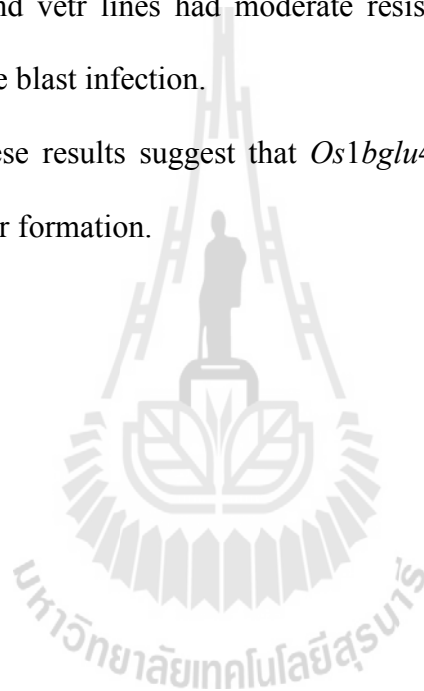 nd vetr lines had moderate resis
e blast infection.
ese results suggest that Os1bglu4
r formation.
มหาวิทยาลัยเทคโนโลยีสุรนารี